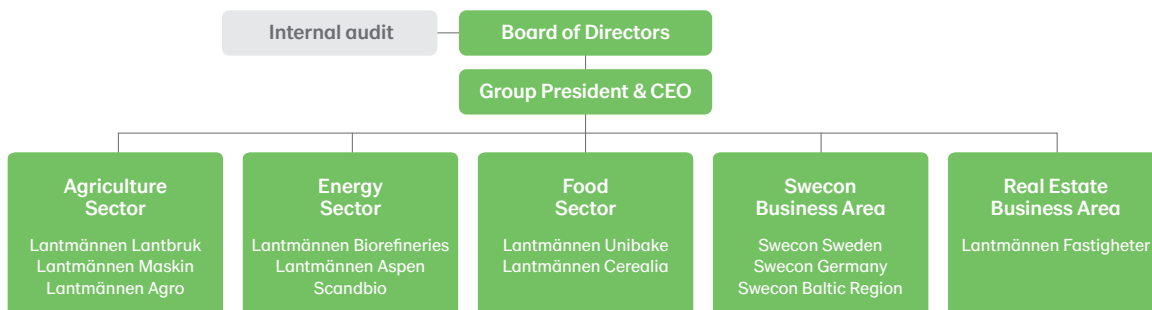 Internal audit
Board of Directors
Group President & CEO
Agriculture
Sector
Lantmännen Lantbruk
Lantmännen Maskin
Lantmännen Agro
Energy
Sector
Lantmännen Biorefineries
Lantmännen Aspen
Scandbio
Food
Sector
Lantmännen Unibake
Lantmännen Cerealia
Swecon
Business Area
Swecon Sweden
Swecon Germany
Swecon Baltic Region
Real Estate
Business Area
Lantmännen Fastigheter